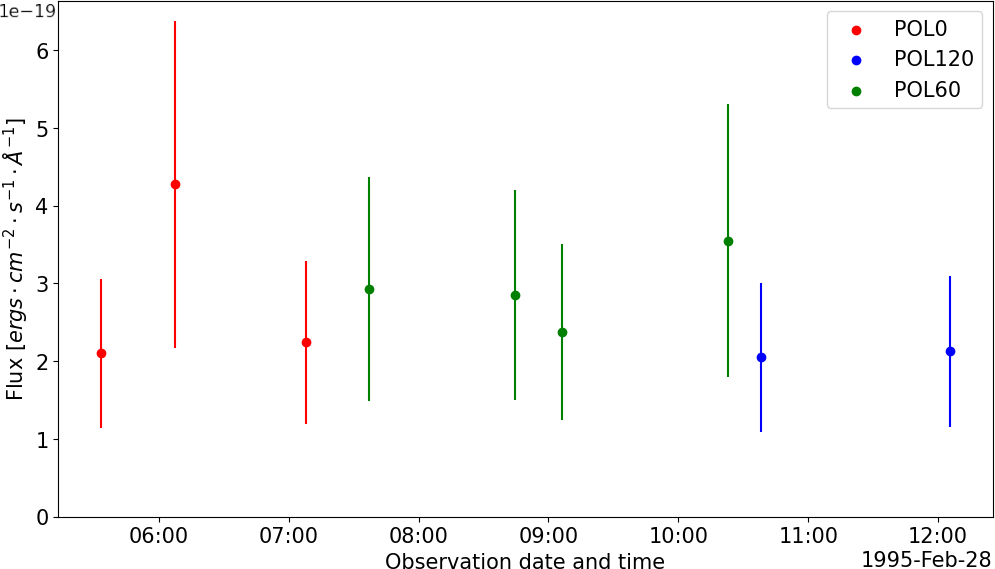 1e−19
6
5
4
3
2
1
0
Flux [ergs · cm⁻² · s⁻¹ · Å⁻¹]
POL0
POL120
POL60
06:00 07:00 08:00 09:00 10:00 11:00 12:00
Observation date and time
1995-Feb-28